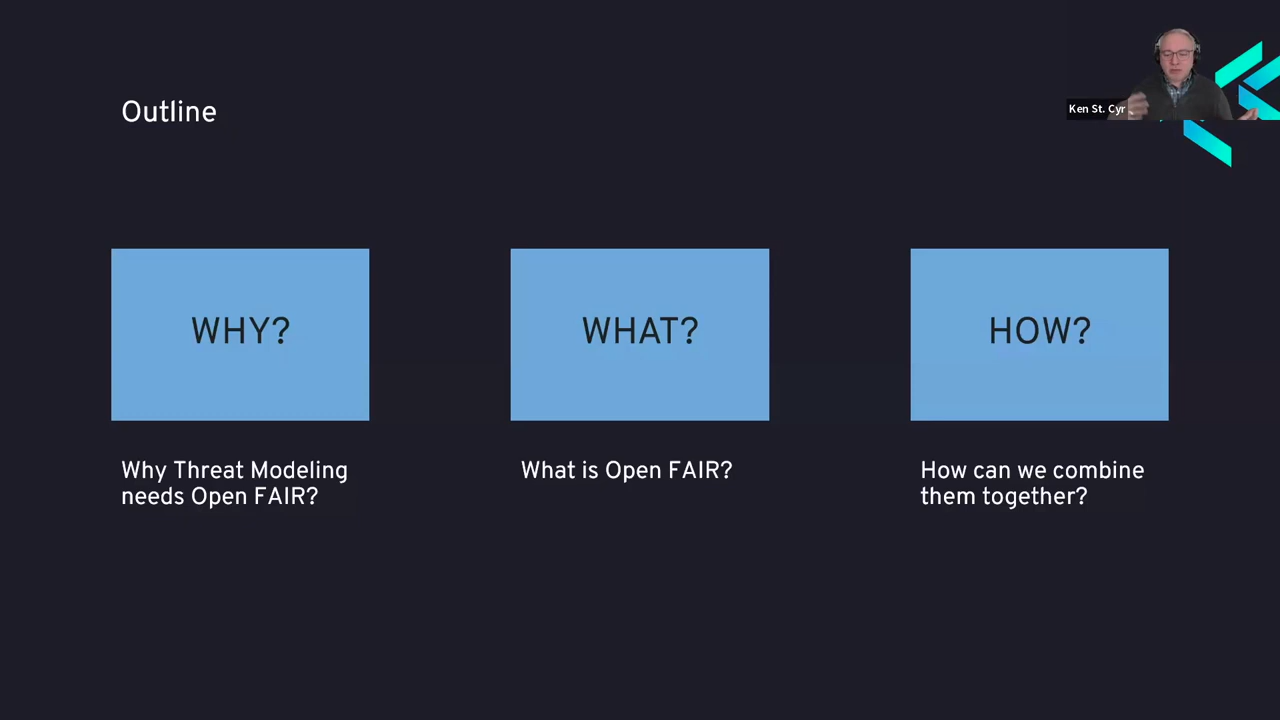 Outline
Ken St. Cyr
WHY?
WHAT?
HOW?
Why Threat Modeling
needs Open FAIR?
What is Open FAIR?
How can we combine
them together?